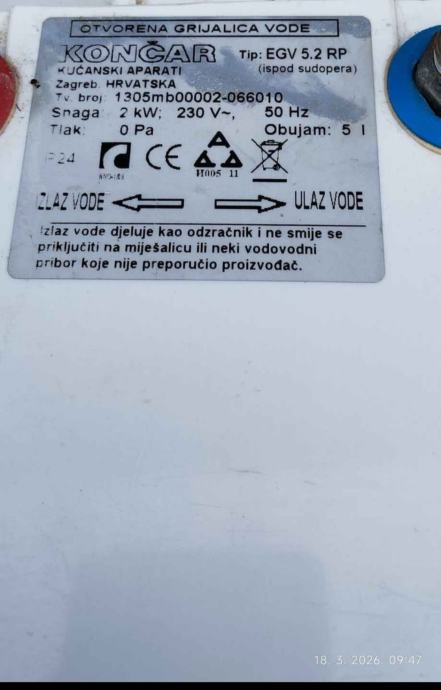 OTVORENA GRIJALICA VODE
KONČAR Tip: EGV 5.2 RP
KUĆANSKI APARATI (ispod sudopera)
Zagreb HRVATSKA
Tv. broj: 1305mb00002-066010
Snaga 2 kW; 230 V~, 50 Hz
Tlak: 0 Pa Obujam: 5 l
IP24 CE
H005 11
IZLAZ VODE ULAZ VODE
Izlaz vode djeluje kao odzračnik i ne smije se
priključiti na miješalicu ili neki vodovodni
pribor koje nije preporučio proizvođač.
18. 3. 2026. 09:47